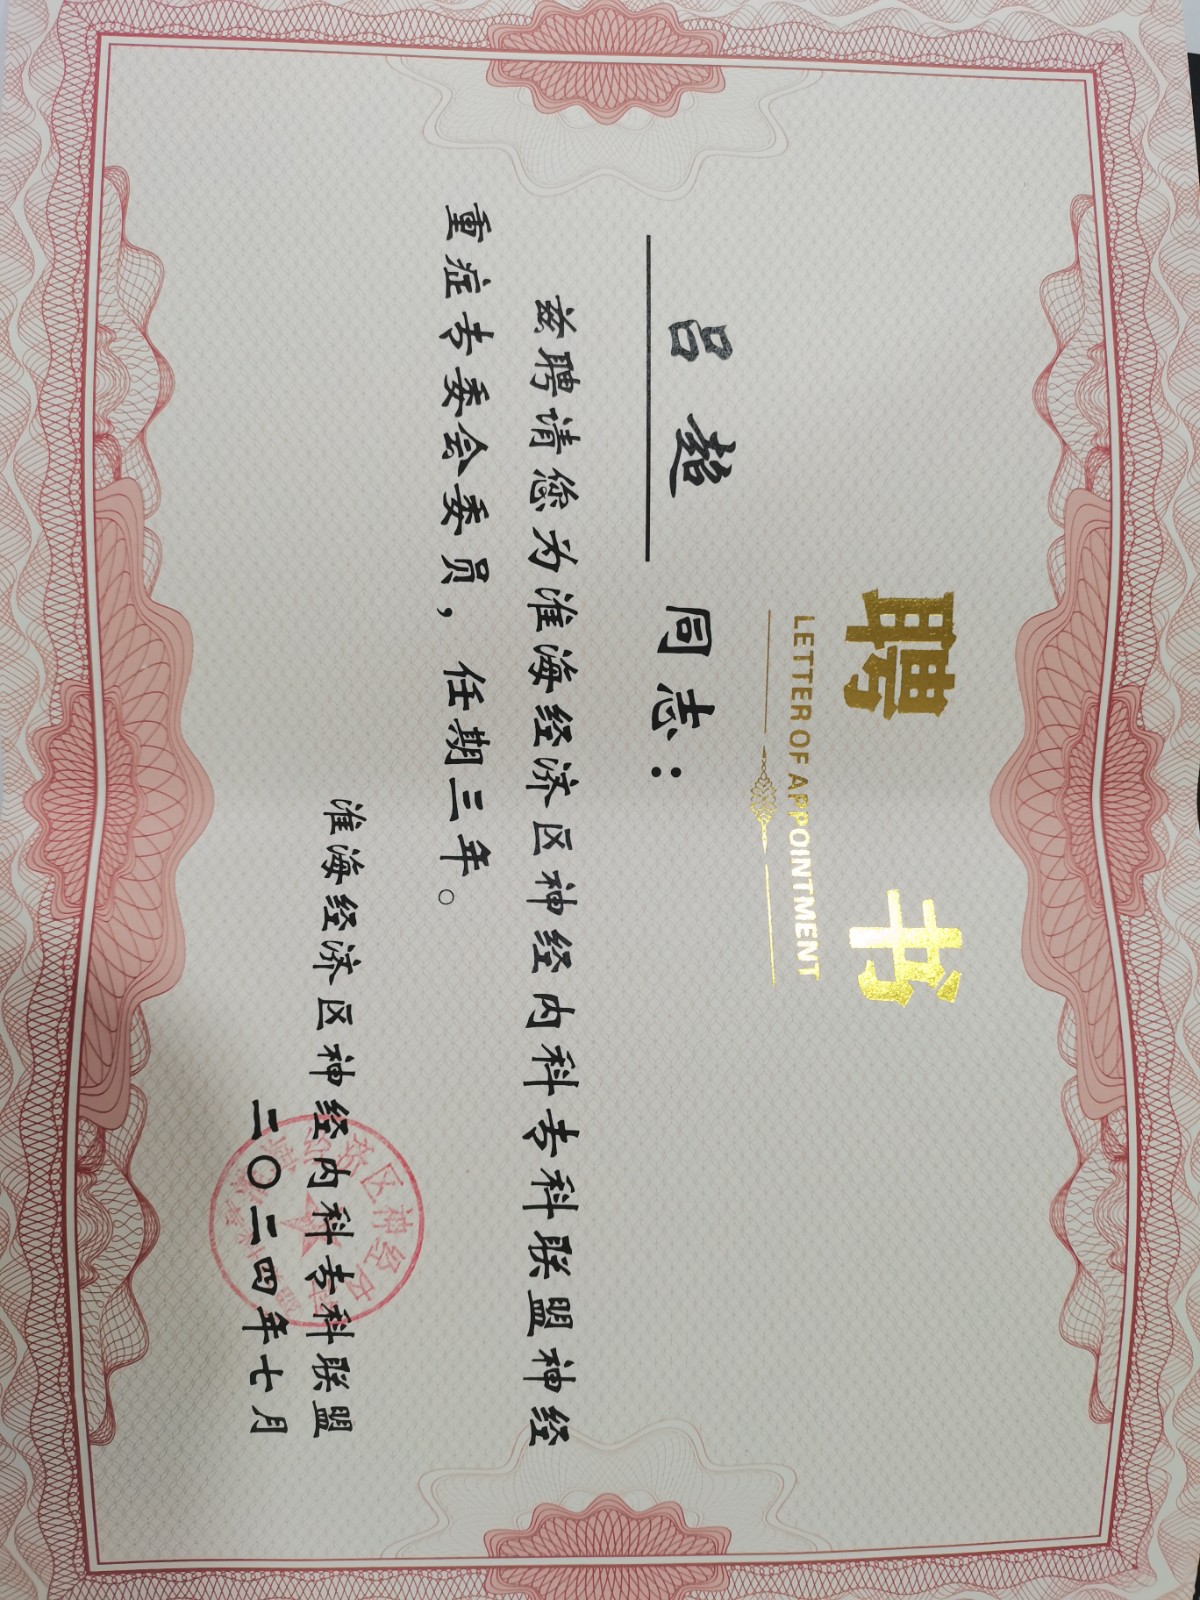 聘 书
LETTER OF APPOINTMENT
吕 超 同志：
兹聘请您为淮海经济区神经内科专科联盟神经
重症专委会委员，任期三年。
淮海经济区神经内科专科联盟
二〇二四年七月